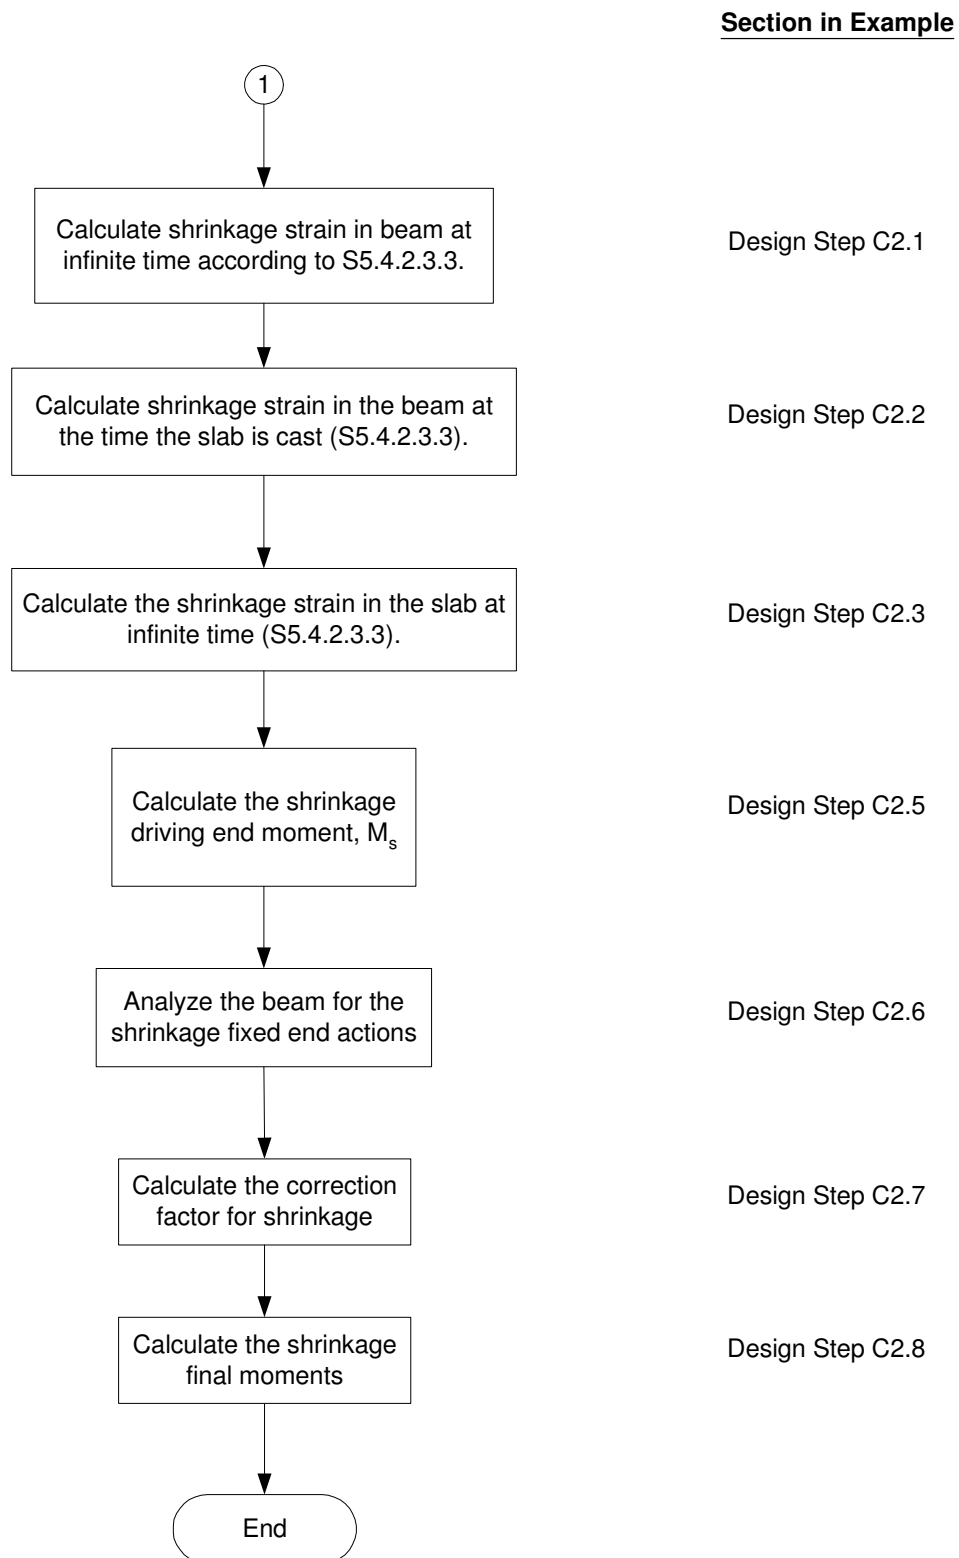 Section in Example
1
Calculate shrinkage strain in beam at
infinite time according to S5.4.2.3.3.
Design Step C2.1
Calculate shrinkage strain in the beam at
the time the slab is cast (S5.4.2.3.3).
Design Step C2.2
Calculate the shrinkage strain in the slab at
infinite time (S5.4.2.3.3).
Design Step C2.3
Calculate the shrinkage
driving end moment, Ms
Design Step C2.5
Analyze the beam for the
shrinkage fixed end actions
Design Step C2.6
Calculate the correction
factor for shrinkage
Design Step C2.7
Calculate the shrinkage
final moments
Design Step C2.8
End